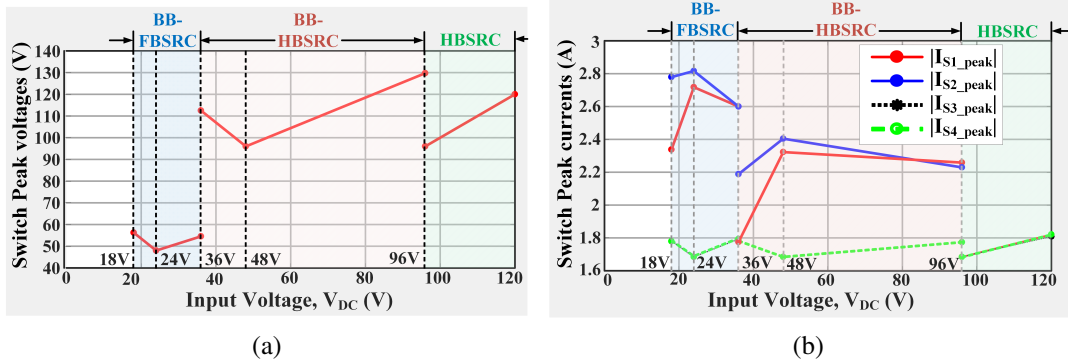 BB-
FBSRC
BB-
HBSRC
HBSRC
Switch Peak voltages (V)
140
130
120
110
100
90
80
70
60
50
40
18V
24V
36V
48V
96V
0
20
40
60
80
100
120
Input Voltage, VDC (V)
(a)
BB-
FBSRC
BB-
HBSRC
HBSRC
Switch Peak currents (A)
3
2.8
2.6
2.4
2.2
2
1.8
1.6
|IS1_peak|
|IS2_peak|
|IS3_peak|
|IS4_peak|
18V
24V
36V
48V
96V
0
20
40
60
80
100
120
Input Voltage, VDC (V)
(b)